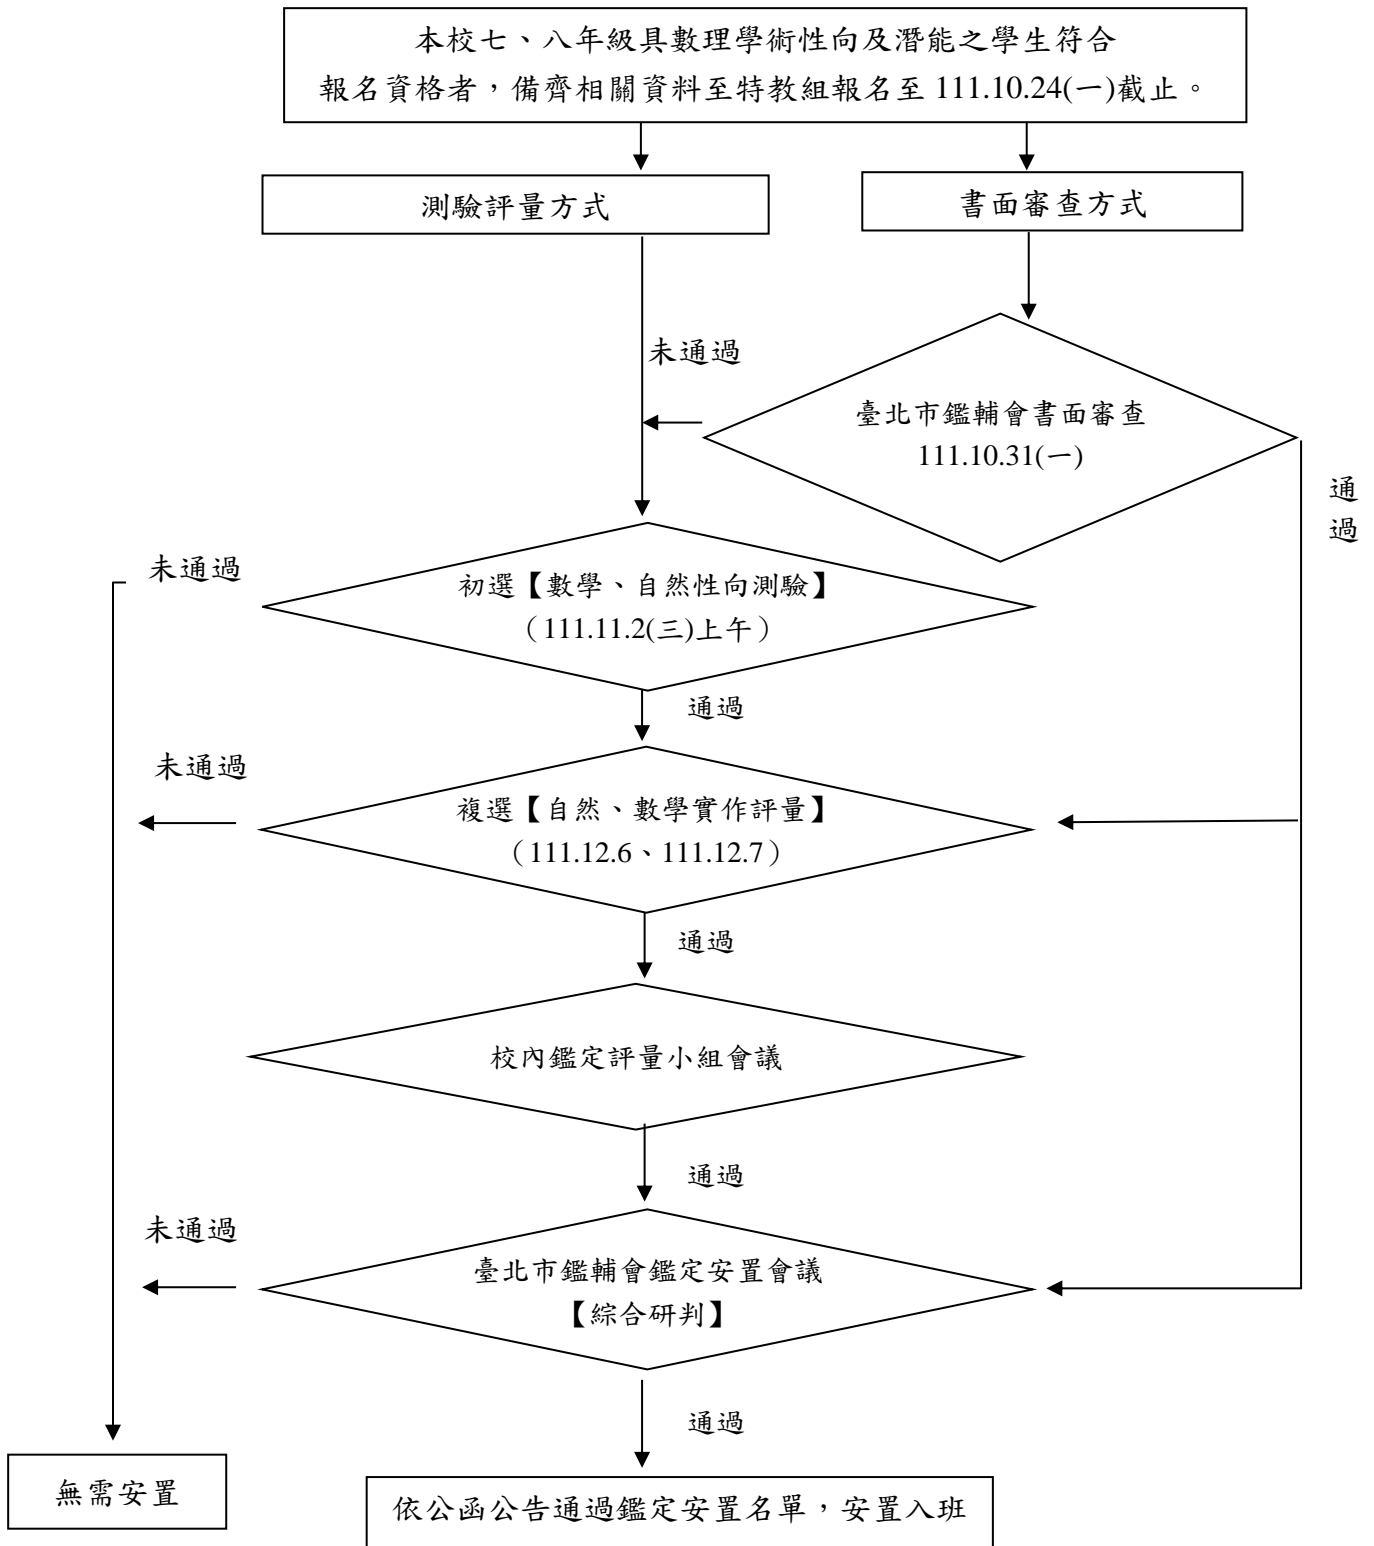 本校七、八年級具數理學術性向及潛能之學生符合
報名資格者，備齊相關資料至特教組報名至 111.10.24(一)截止。
測驗評量方式
書面審查方式
未通過
臺北市鑑輔會書面審查
111.10.31(一)
通
過
未通過
初選【數學、自然性向測驗】
（111.11.2(三)上午）
通過
未通過
複選【自然、數學實作評量】
（111.12.6、111.12.7）
通過
校內鑑定評量小組會議
通過
未通過
臺北市鑑輔會鑑定安置會議
【綜合研判】
通過
無需安置
依公函公告通過鑑定安置名單，安置入班